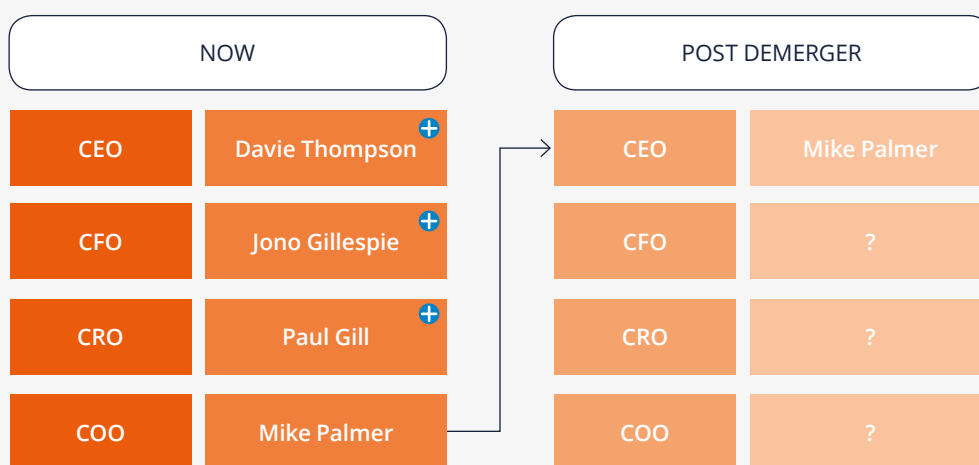 NOW
POST DEMERGER
CEO
Davie Thompson
CEO
Mike Palmer
CFO
Jono Gillespie
CFO
?
CRO
Paul Gill
CRO
?
COO
Mike Palmer
COO
?